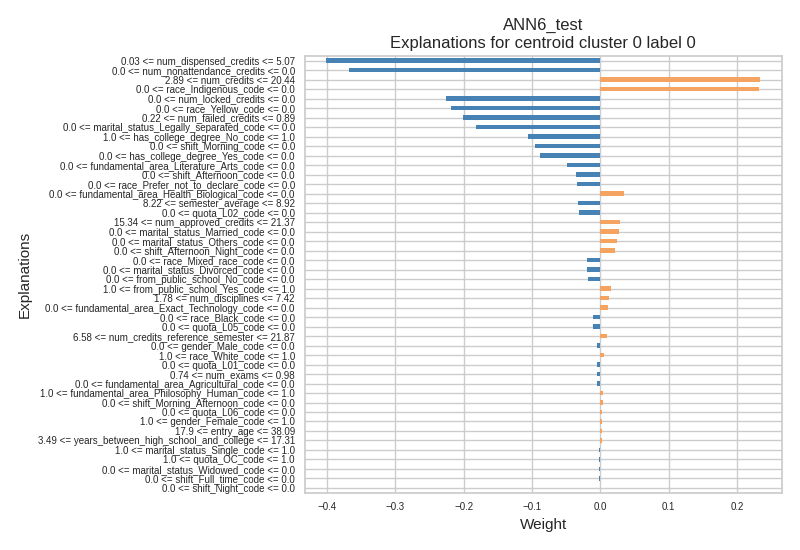 ANN6_test
Explanations for centroid cluster 0 label 0
0.03 <= num_dispensed_credits <= 5.07
0.0 <= num_nonattendance_credits <= 0.0
2.89 <= num_credits <= 20.44
0.0 <= race_Indigenous_code <= 0.0
0.0 <= num_locked_credits <= 0.0
0.0 <= race_Yellow_code <= 0.0
0.22 <= num_failed_credits <= 0.89
0.0 <= marital_status_Legally_separated_code <= 0.0
1.0 <= has_college_degree_No_code <= 1.0
0.0 <= shift_Morning_code <= 0.0
0.0 <= has_college_degree_Yes_code <= 0.0
0.0 <= fundamental_area_Literature_Arts_code <= 0.0
0.0 <= shift_Afternoon_code <= 0.0
0.0 <= race_Prefer_not_to_declare_code <= 0.0
0.0 <= fundamental_area_Health_Biological_code <= 0.0
8.22 <= semester_average <= 8.92
0.0 <= quota_L02_code <= 0.0
15.34 <= num_approved_credits <= 21.37
0.0 <= marital_status_Married_code <= 0.0
0.0 <= marital_status_Others_code <= 0.0
0.0 <= shift_Afternoon_Night_code <= 0.0
0.0 <= race_Mixed_race_code <= 0.0
0.0 <= marital_status_Divorced_code <= 0.0
0.0 <= from_public_school_No_code <= 0.0
1.0 <= from_public_school_Yes_code <= 1.0
1.78 <= num_disciplines <= 7.42
0.0 <= fundamental_area_Exact_Technology_code <= 0.0
0.0 <= race_Black_code <= 0.0
0.0 <= quota_L05_code <= 0.0
6.58 <= num_credits_reference_semester <= 21.87
0.0 <= gender_Male_code <= 0.0
1.0 <= race_White_code <= 1.0
0.0 <= quota_L01_code <= 0.0
0.74 <= num_exams <= 0.98
0.0 <= fundamental_area_Agricultural_code <= 0.0
1.0 <= fundamental_area_Philosophy_Human_code <= 1.0
0.0 <= shift_Morning_Afternoon_code <= 0.0
0.0 <= quota_L06_code <= 0.0
1.0 <= gender_Female_code <= 1.0
17.9 <= entry_age <= 38.09
3.49 <= years_between_high_school_and_college <= 17.31
1.0 <= marital_status_Single_code <= 1.0
1.0 <= quota_OC_code <= 1.0
0.0 <= marital_status_Widowed_code <= 0.0
0.0 <= shift_Full_time_code <= 0.0
0.0 <= shift_Night_code <= 0.0
Explanations
−0.4 −0.3 −0.2 −0.1 0.0 0.1 0.2
Weight